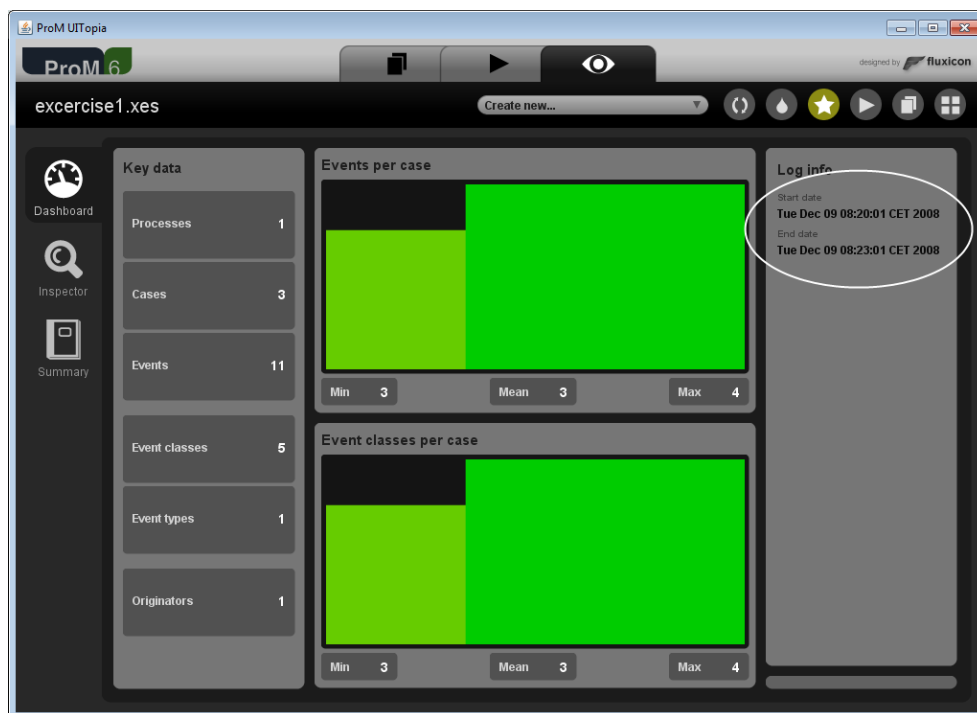 ProM UITopia
ProM 6
designed by fluxicon
excercise1.xes
Create new...
Dashboard
Inspector
Summary
Key data
Processes 1
Cases 3
Events 11
Event classes 5
Event types 1
Originators 1
Events per case
Min 3 Mean 3 Max 4
Event classes per case
Min 3 Mean 3 Max 4
Log info
Start date
Tue Dec 09 08:20:01 CET 2008
End date
Tue Dec 09 08:23:01 CET 2008